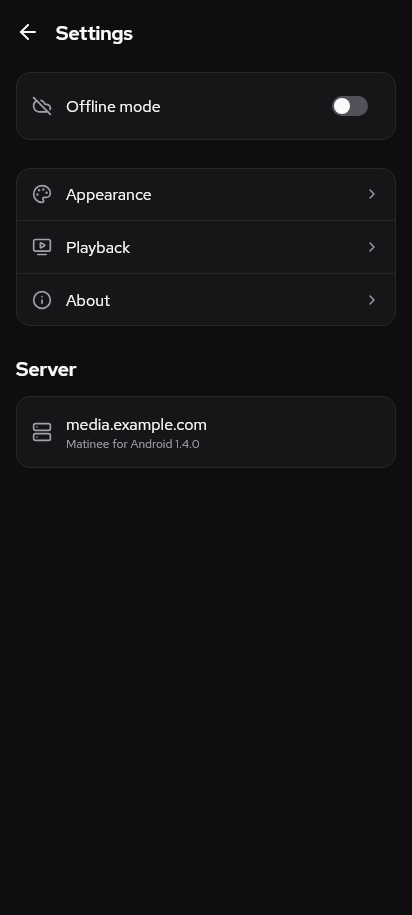 Settings
Offline mode
Appearance
Playback
About
Server
media.example.com
Matinee for Android 1.4.0